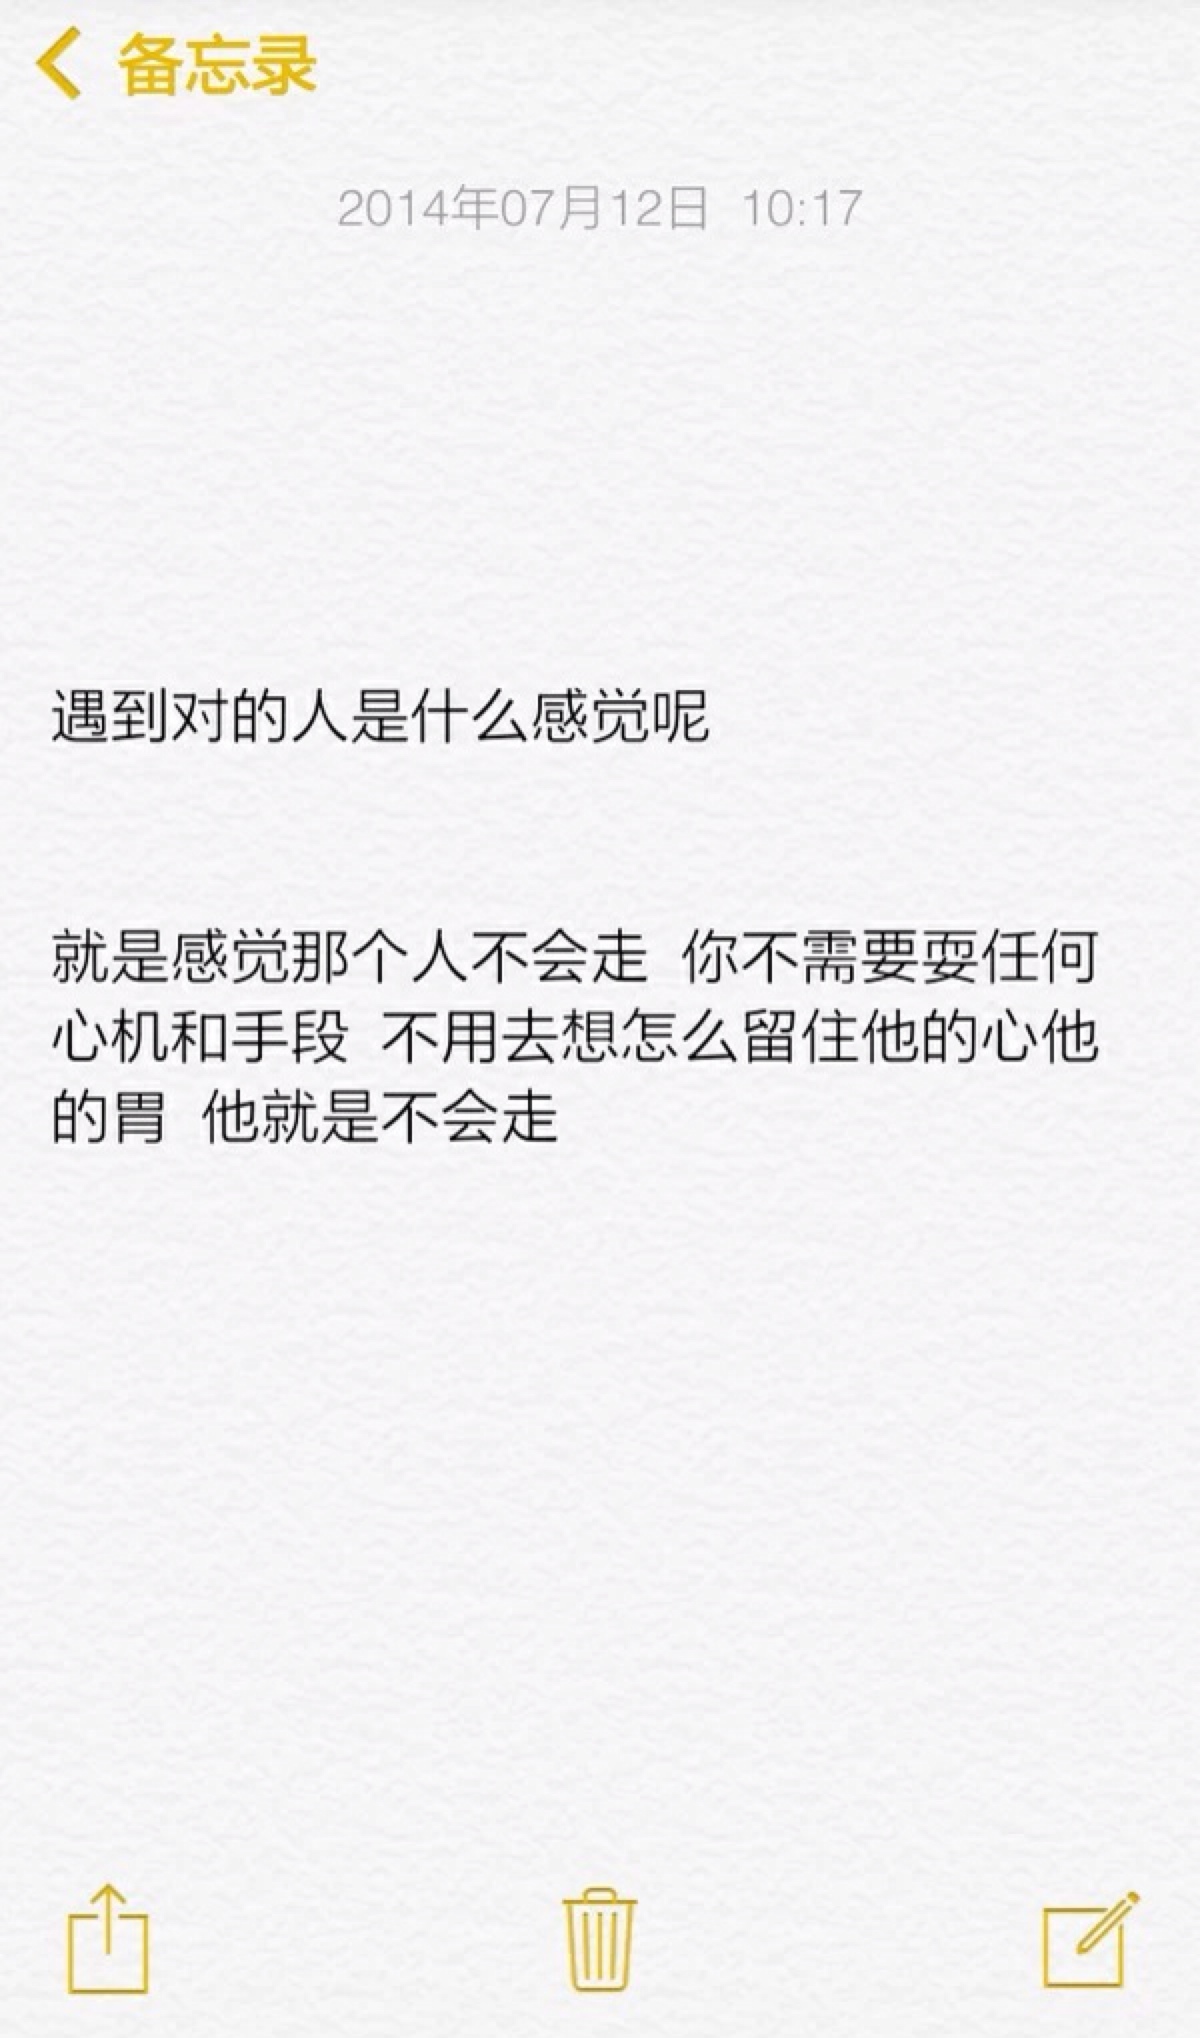 备忘录
2014年07月12日 10:17
遇到对的人是什么感觉呢
就是感觉那个人不会走 你不需要耍任何
心机和手段 不用去想怎么留住他的心他
的胃 他就是不会走